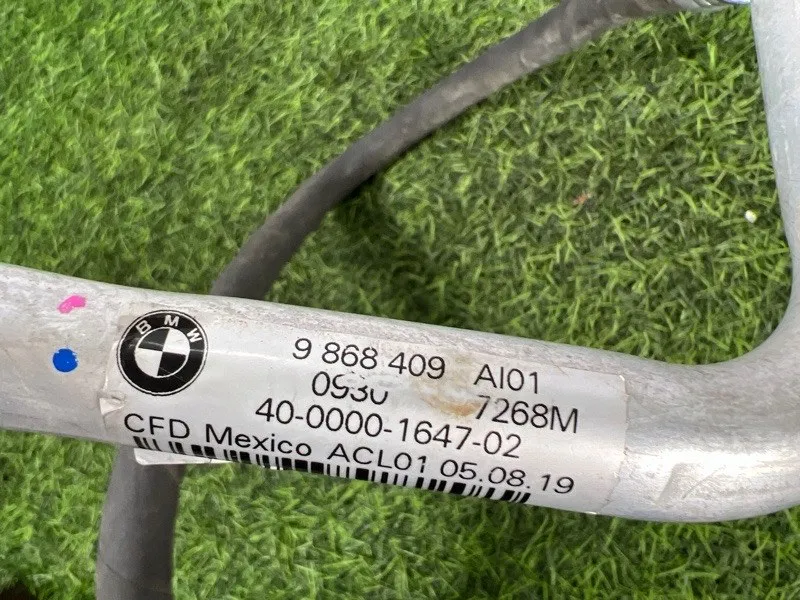 BMW
9 868 409 AI01
0930 7268M
40-0000-1647-02
CFD Mexico ACL01 05.08.19